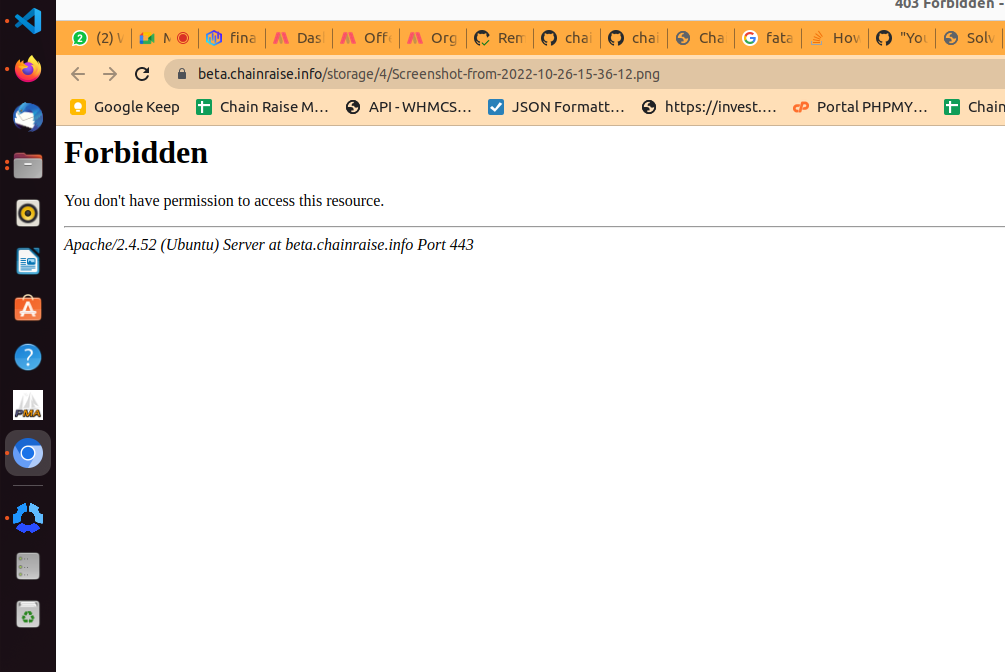 403 Forbidden -
(2) W
M
fina
Das
Off
Org
Rem
chai
chai
Cha
fata
How
"You
Solv
beta.chainraise.info/storage/4/Screenshot-from-2022-10-26-15-36-12.png
Google Keep
Chain Raise M...
API - WHMCS...
JSON Formatt...
https://invest....
Portal PHPMY...
Chain
Forbidden
You don't have permission to access this resource.
Apache/2.4.52 (Ubuntu) Server at beta.chainraise.info Port 443
PMA